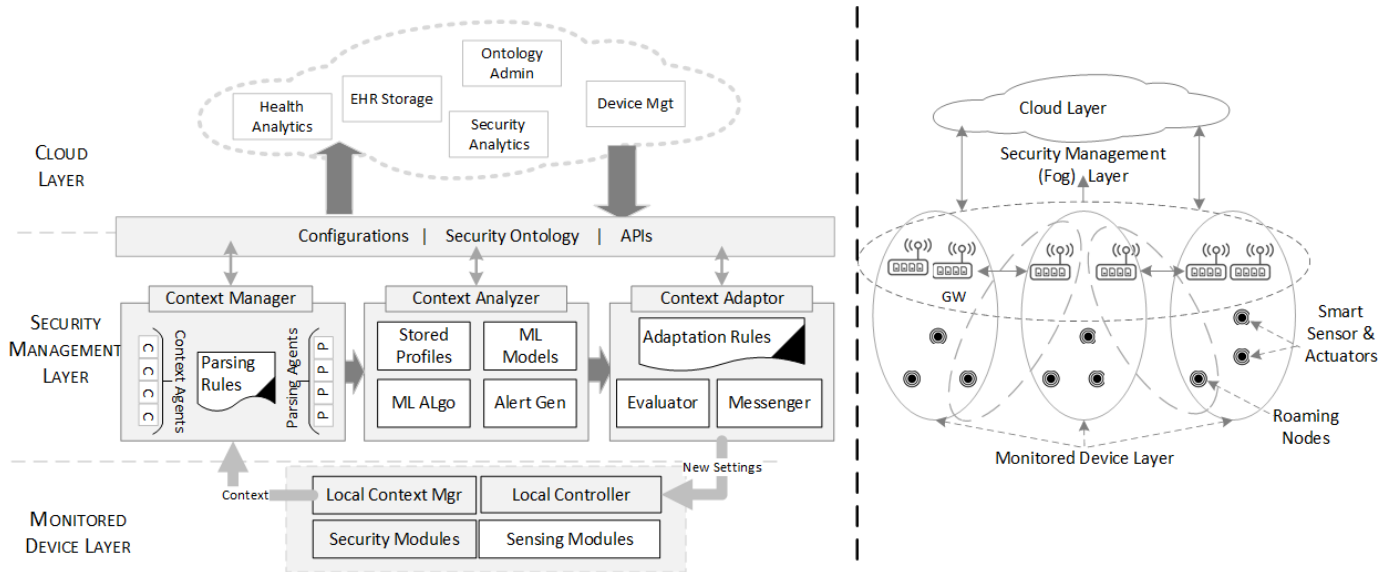 Ontology
Admin
EHR Storage
Health
Analytics
Device Mgt
Security
Analytics
CLOUD
LAYER
Configurations | Security Ontology | APIs
Context Manager
Context Analyzer
Context Adaptor
SECURITY
MANAGEMENT
LAYER
C
C
C
C
Context Agents
Parsing
Rules
Parsing Agents
P
P
P
P
Stored
Profiles
ML
Models
ML ALgo
Alert Gen
Adaptation Rules
Evaluator
Messenger
New Settings
Context
Local Context Mgr
Local Controller
Security Modules
Sensing Modules
MONITORED
DEVICE LAYER
Cloud Layer
Security Management
(Fog) Layer
GW
Smart
Sensor &
Actuators
Roaming
Nodes
Monitored Device Layer